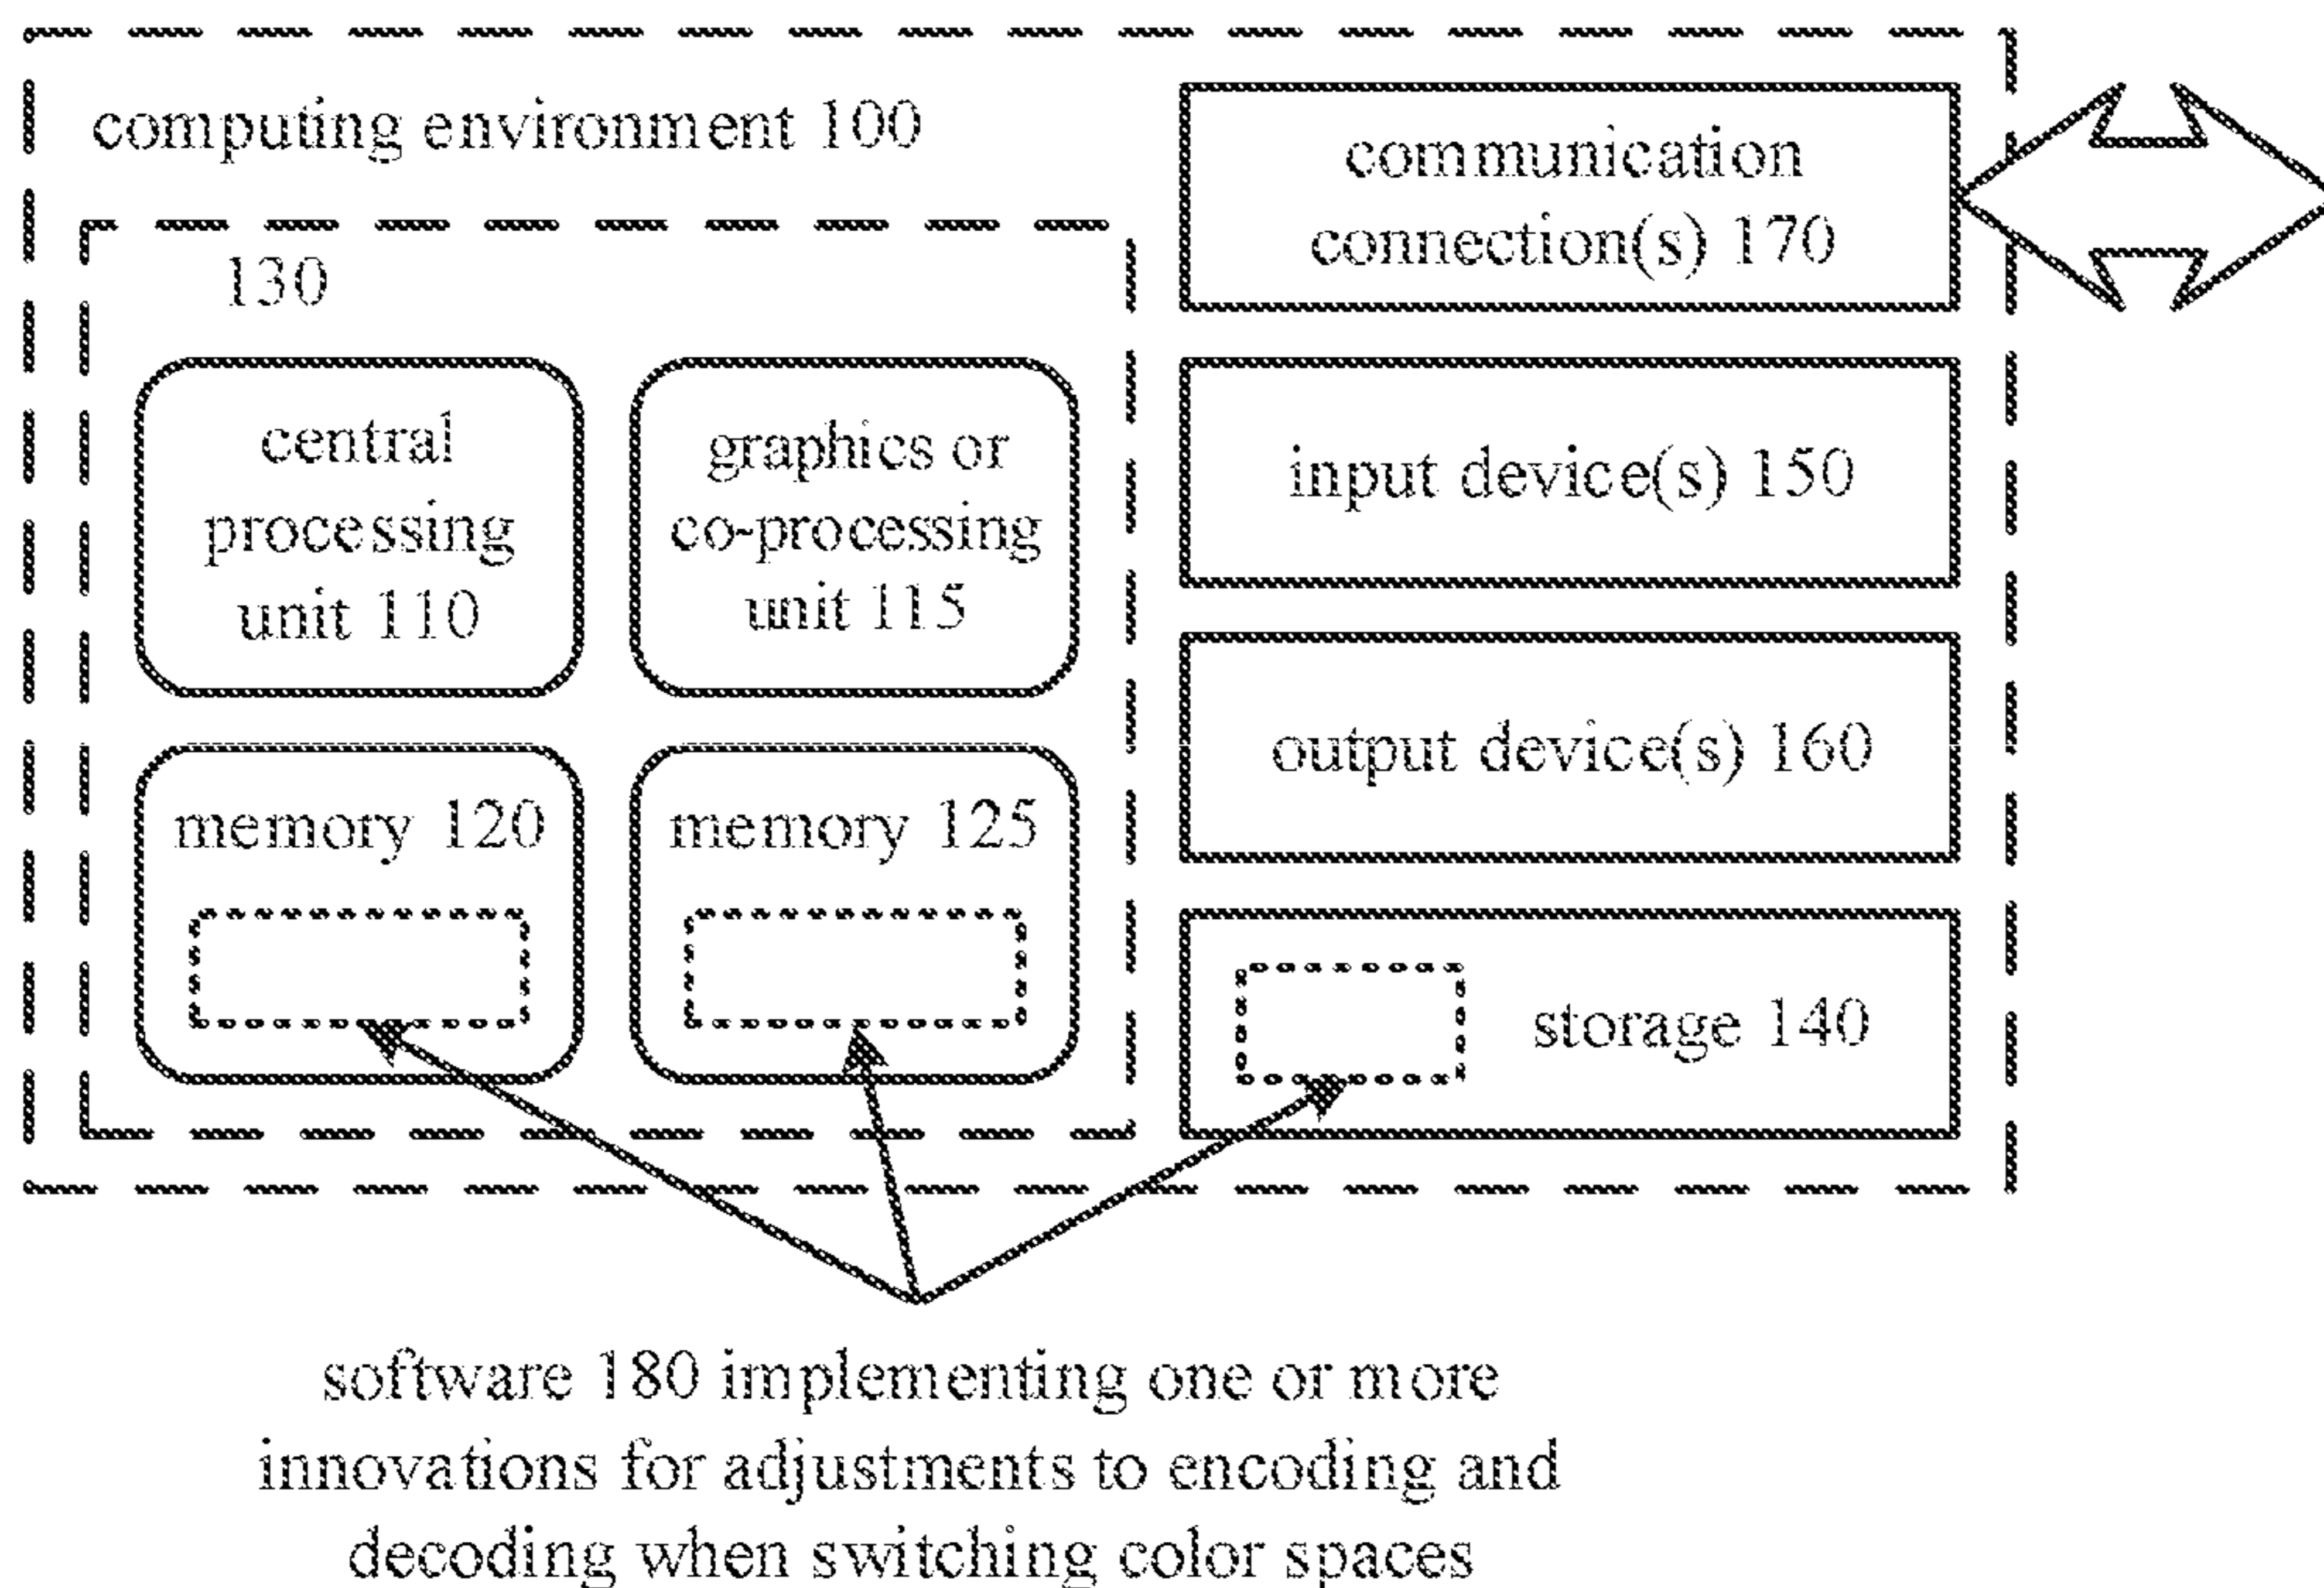 computing environment 100
130
central
processing
unit 110
graphics or
co-processing
unit 115
memory 120
memory 125
communication
connection(s) 170
input device(s) 150
output device(s) 160
storage 140
software 180 implementing one or more
innovations for adjustments to encoding and
decoding when switching color spaces